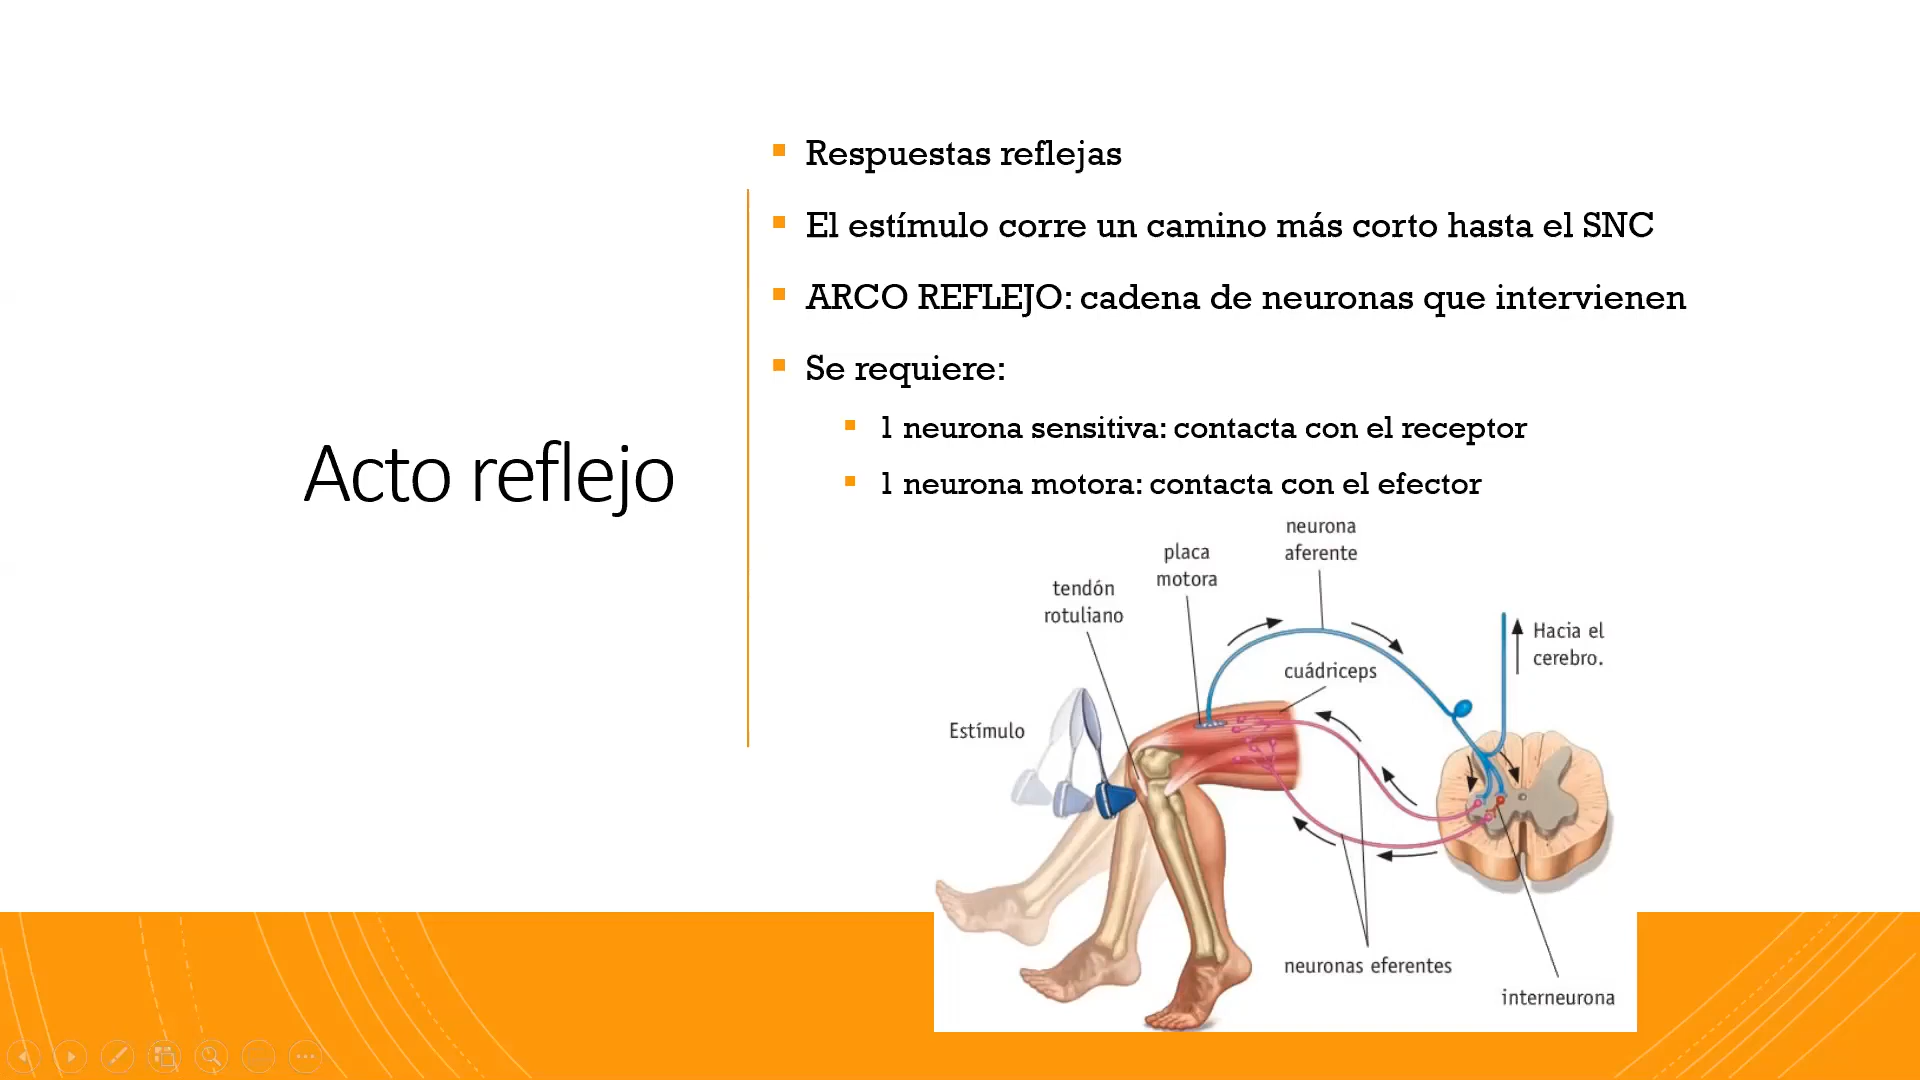 Acto reflejo
Respuestas reflejas
El estímulo corre un camino más corto hasta el SNC
ARCO REFLEJO: cadena de neuronas que intervienen
Se requiere:
1 neurona sensitiva: contacta con el receptor
1 neurona motora: contacta con el efector
neurona
aferente
placa
motora
tendón
rotuliano
Hacia el
cerebro.
cuádriceps
Estímulo
neuronas eferentes
interneurona